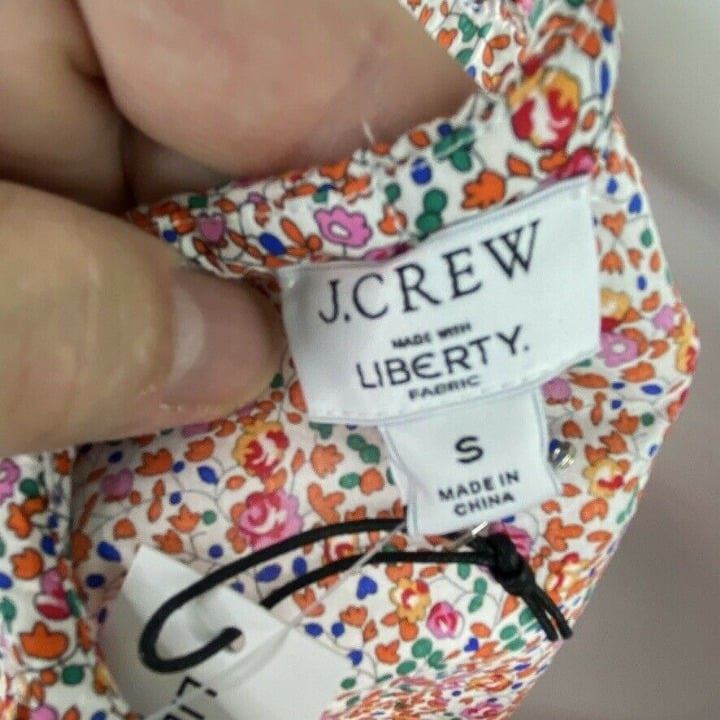 J.CREW
MADE WITH
LIBERTY.
FABRIC
S
MADE IN
CHINA